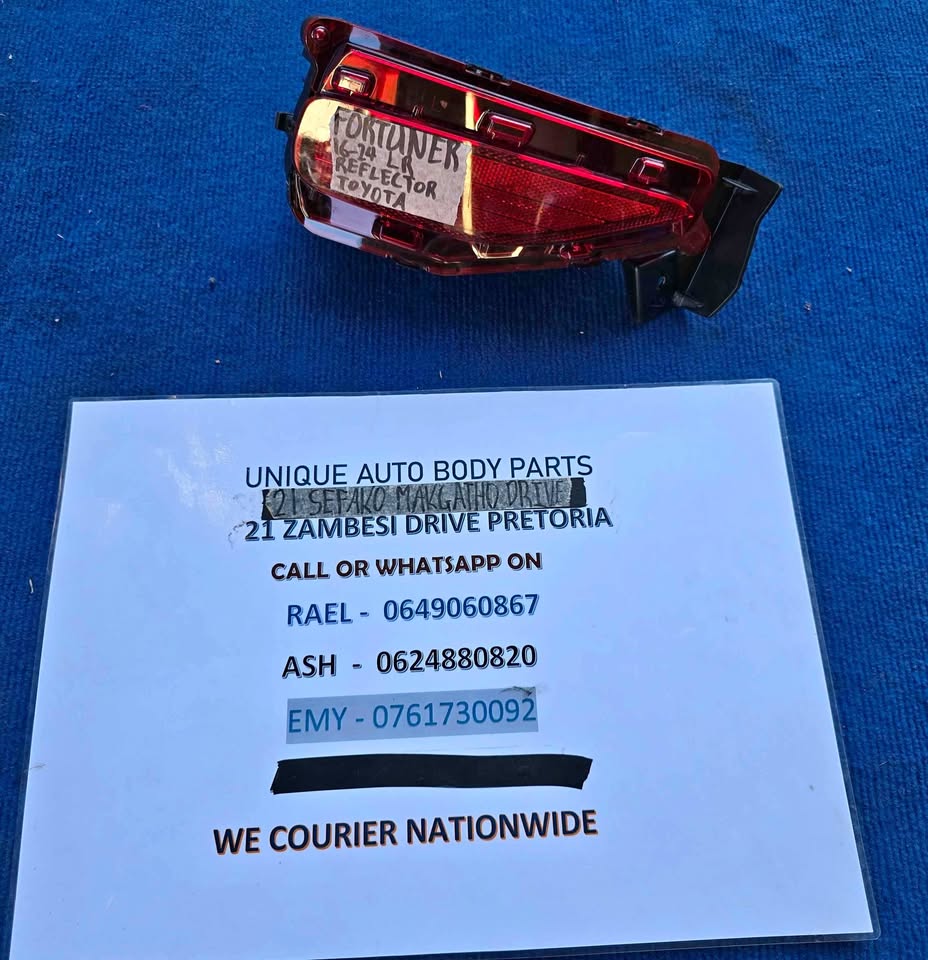 FORTUNER
16-24 LR
REFLECTOR
TOYOTA
UNIQUE AUTO BODY PARTS
21 SEFAKO MAKGATHO DRIVE
21 ZAMBESI DRIVE PRETORIA
CALL OR WHATSAPP ON
RAEL - 0649060867
ASH - 0624880820
EMY - 0761730092
WE COURIER NATIONWIDE